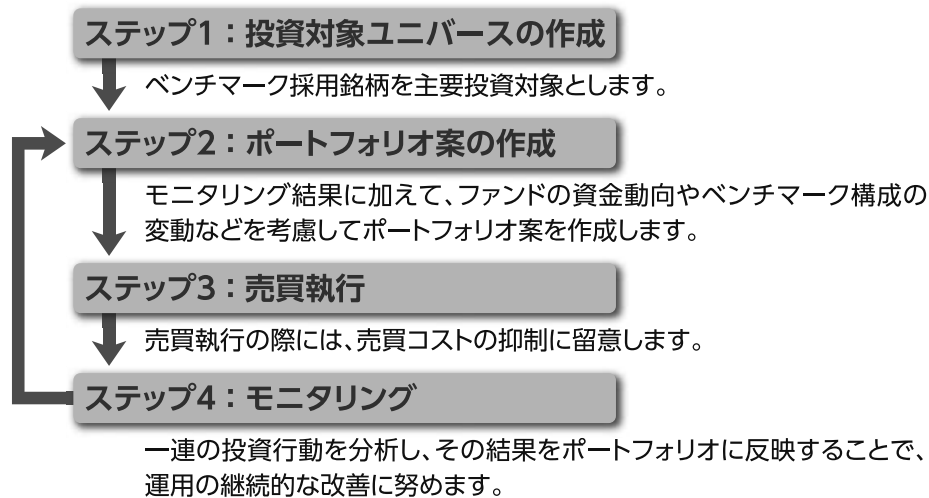 ステップ1：投資対象ユニバースの作成
ベンチマーク採用銘柄を主要投資対象とします。
ステップ2：ポートフォリオ案の作成
モニタリング結果に加えて、ファンドの資金動向やベンチマーク構成の
変動などを考慮してポートフォリオ案を作成します。
ステップ3：売買執行
売買執行の際には、売買コストの抑制に留意します。
ステップ4：モニタリング
一連の投資行動を分析し、その結果をポートフォリオに反映することで、
運用の継続的な改善に努めます。